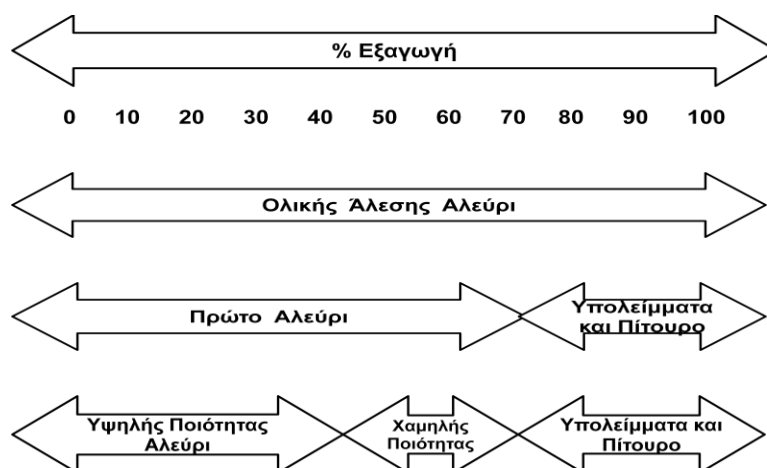 % Εξαγωγή
0 10 20 30 40 50 60 70 80 90 100
Ολικής Άλεσης Αλεύρι
Πρώτο Αλεύρι
Υπολείμματα
και Πίτουρο
Υψηλής Ποιότητας
Αλεύρι
Χαμηλής
Ποιότητας
Υπολείμματα και
Πίτουρο